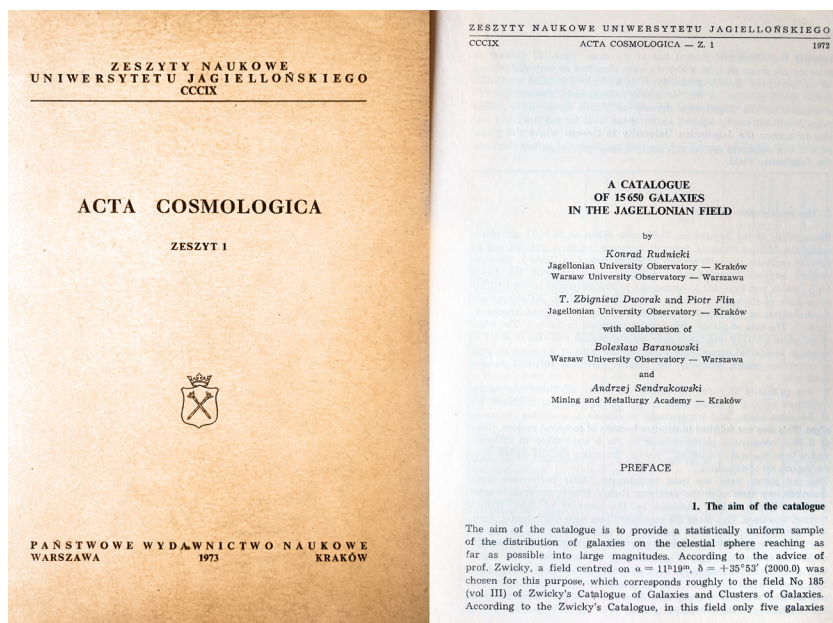 ZESZYTY NAUKOWE
UNIWERSYTETU JAGIELLOŃSKIEGO
CCCIX
ACTA COSMOLOGICA
ZESZYT 1
PAŃSTWOWE WYDAWNICTWO NAUKOWE
WARSZAWA 1973 KRAKÓW
ZESZYTY NAUKOWE UNIWERSYTETU JAGIELLOŃSKIEGO
CCCIX ACTA COSMOLOGICA — Z. 1 1973
A CATALOGUE
OF 15 650 GALAXIES
IN THE JAGELLONIAN FIELD
by
Konrad Rudnicki
Jagellonian University Observatory — Kraków
Warsaw University Observatory — Warszawa
T. Zbigniew Dworak and Piotr Flin
Jagellonian University Observatory — Kraków
with collaboration of
Bolesław Baranowski
Warsaw University Observatory — Warszawa
and
Andrzej Sendrakowski
Mining and Metallurgy Academy — Kraków
PREFACE
1. The aim of the catalogue
The aim of the catalogue is to provide a statistically uniform sample
of the distribution of galaxies on the celestial sphere reaching as
far as possible into large magnitudes. According to the advice of
prof. Zwicky, a field centred on α = 11ʰ19ᵐ, δ = +35°53′ (2000.0) was
chosen for this purpose, which corresponds roughly to the field No 185
(vol III) of Zwicky's Catalogue of Galaxies and Clusters of Galaxies.
According to the Zwicky's Catalogue, in this field only five galaxies